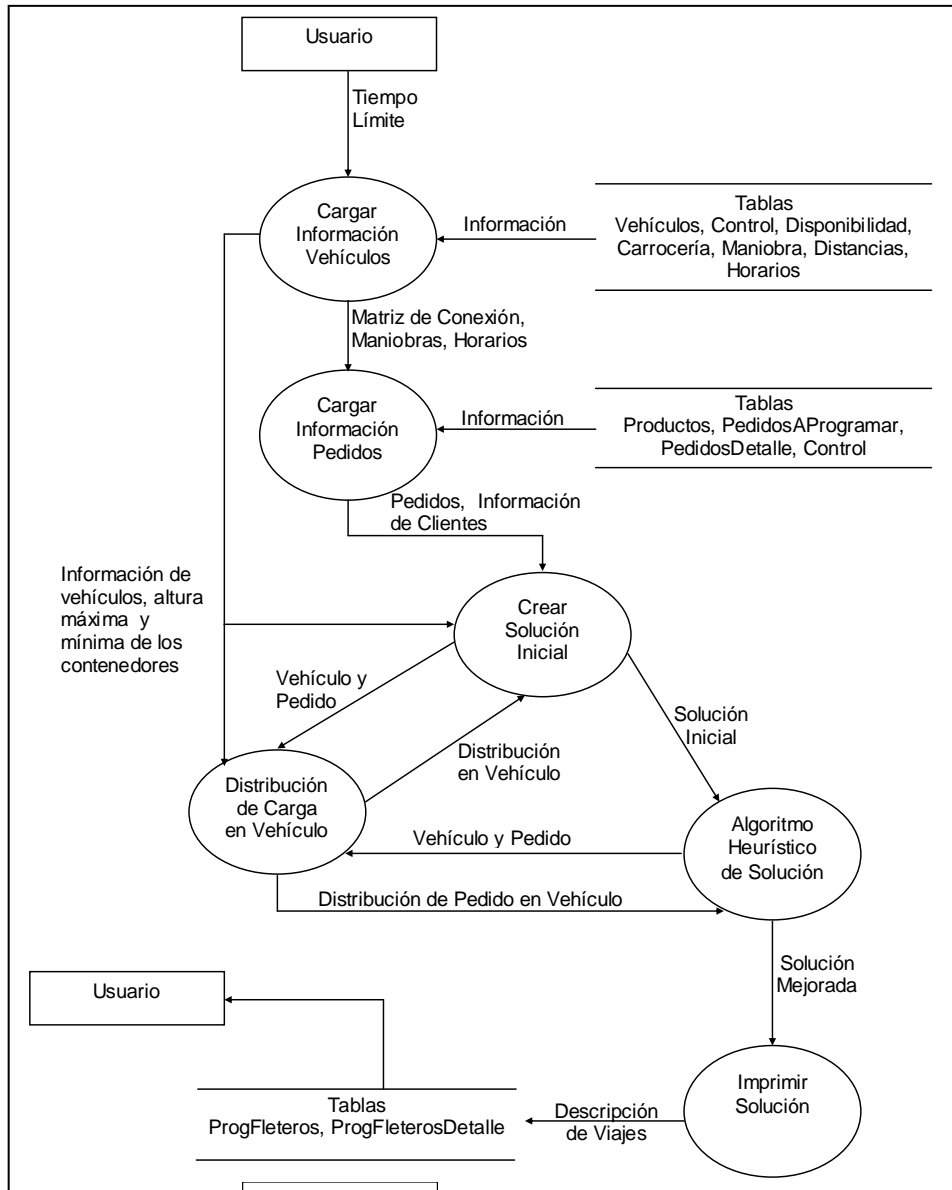 Usuario
Tiempo
Límite
Cargar
Información
Vehículos
Información
Tablas
Vehículos, Control, Disponibilidad,
Carrocería, Maniobra, Distancias,
Horarios
Matriz de Conexión,
Maniobras, Horarios
Cargar
Información
Pedidos
Información
Tablas
Productos, PedidosAProgramar,
PedidosDetalle, Control
Pedidos, Información
de Clientes
Información de
vehículos, altura
máxima y
mínima de los
contenedores
Crear
Solución
Inicial
Vehículo y
Pedido
Solución
Inicial
Distribución
en Vehículo
Distribución
de Carga
en Vehículo
Vehículo y Pedido
Algoritmo
Heurístico
de Solución
Distribución de Pedido en Vehículo
Solución
Mejorada
Usuario
Imprimir
Solución
Tablas
ProgFleteros, ProgFleterosDetalle
Descripción
de Viajes